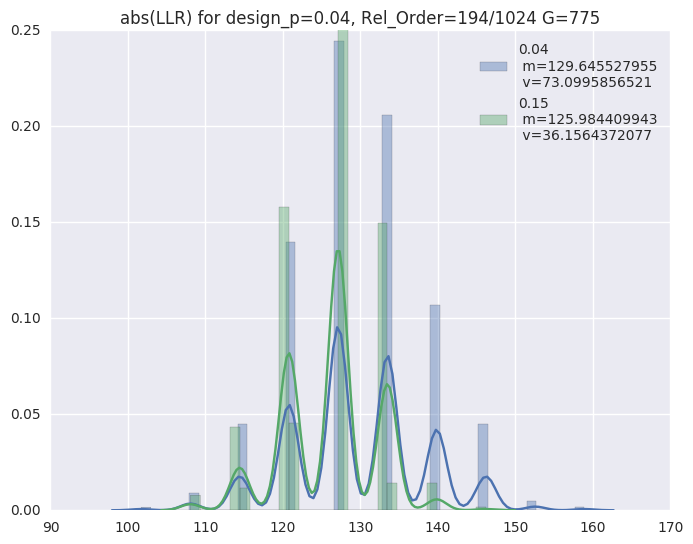 abs(LLR) for design_p=0.04, Rel_Order=194/1024 G=775
0.04
m=129.645527955
v=73.0995856521
0.15
m=125.984409943
v=36.1564372077
0.25
0.20
0.15
0.10
0.05
0.00
90 100 110 120 130 140 150 160 170